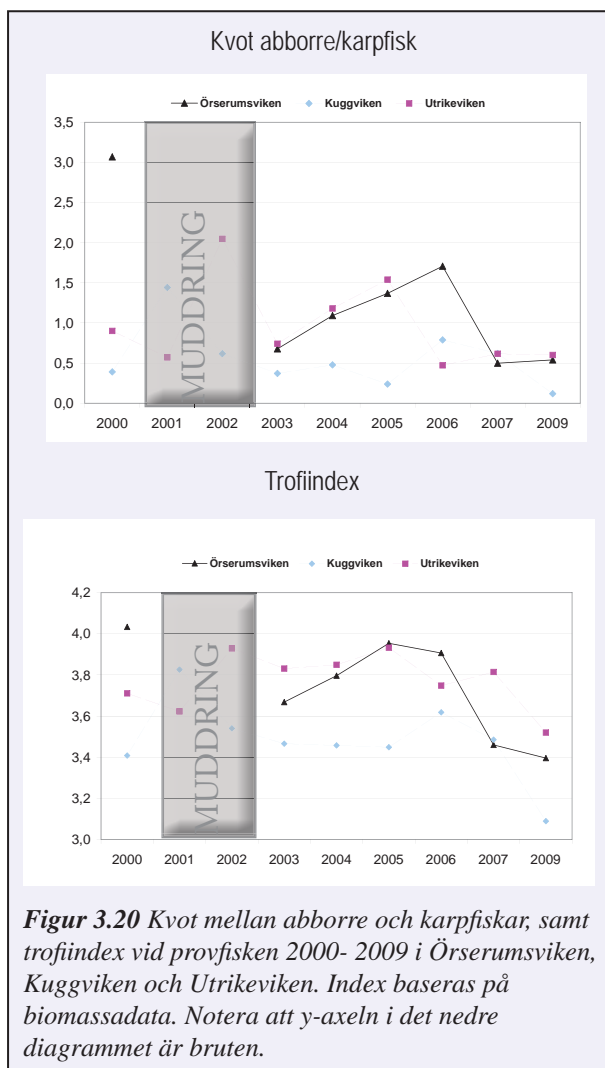 Kvot abborre/karpfisk
Örserumsviken Kuggviken Utrikeviken
3,5
3,0
2,5
2,0
1,5
1,0
0,5
0,0
MUDDRING
2000 2001 2002 2003 2004 2005 2006 2007 2009
Trofiindex
Örserumsviken Kuggviken Utrikeviken
4,2
4,0
3,8
3,6
3,4
3,2
3,0
MUDDRING
2000 2001 2002 2003 2004 2005 2006 2007 2009
Figur 3.20 Kvot mellan abborre och karpfiskar, samt
trofiindex vid provfisken 2000- 2009 i Örserumsviken,
Kuggviken och Utrikeviken. Index baseras på
biomassadata. Notera att y-axeln i det nedre
diagrammet är bruten.